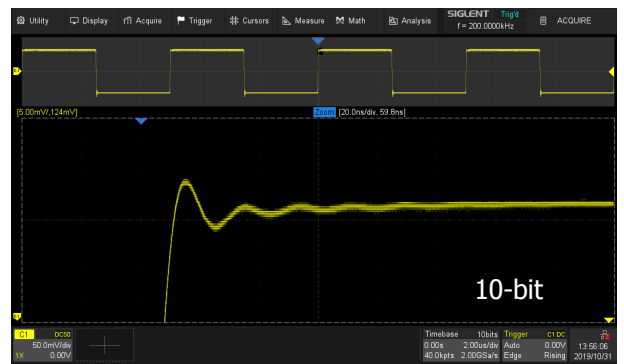 Utility Display Acquire Trigger Cursors Measure Math Analysis SIGLENT Trig'd ACQUIRE
f = 200.0000kHz
[5.00mV/,124mV] Zoom [20.0ns/div, 59.8ns]
10-bit
C1 DC50 Timebase 10bits Trigger C1 DC
50.0mV/div 0.00s 2.00us/div Auto 0.00V 13:56:06
1X 0.00V 40.0kpts 2.00GSa/s Edge Rising 2019/10/31